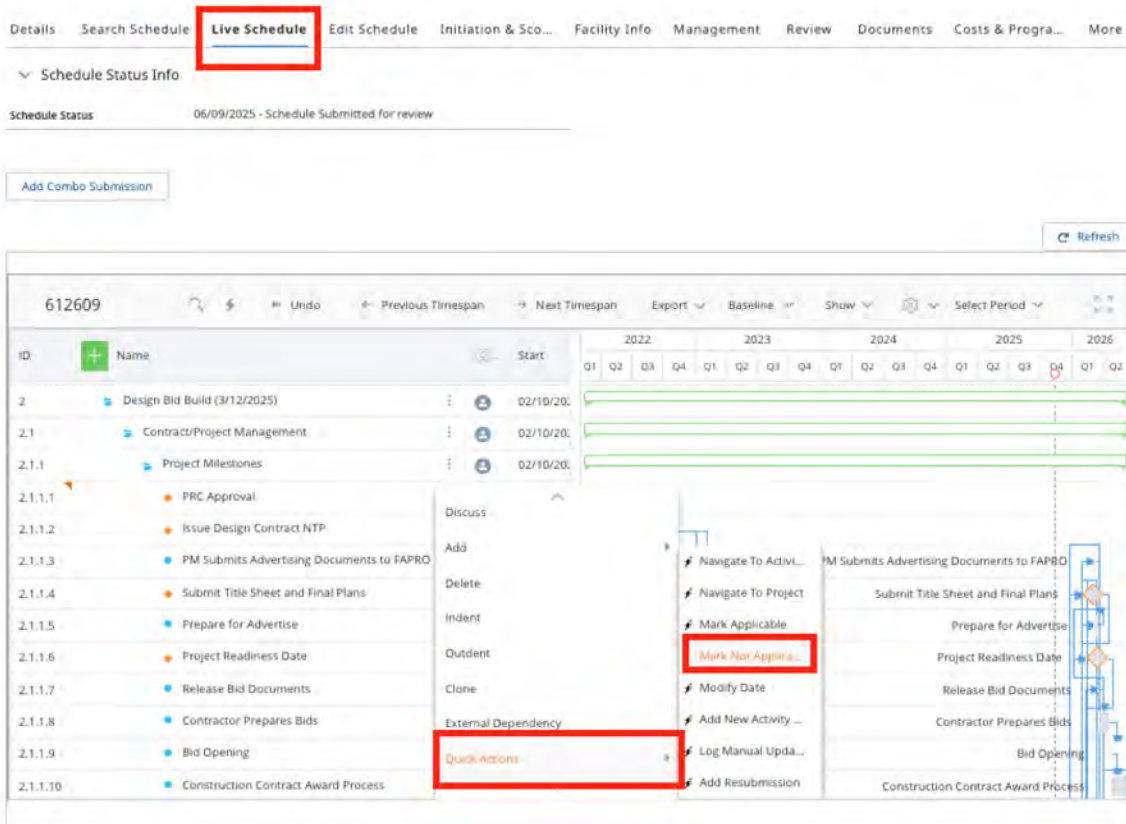 Details Search Schedule Live Schedule Edit Schedule Initiation & Sco... Facility Info Management Review Documents Costs & Progra... More
Schedule Status Info
Schedule Status 06/09/2025 - Schedule Submitted for review
Add Combo Submission
Refresh
612609 Undo Previous Timespan Next Timespan Export Baseline Show Select Period
2022 2023 2024 2025 2026
ID Name Start
Q1 Q2 Q3 Q4 Q1 Q2 Q3 Q4 Q1 Q2 Q3 Q4 Q1 Q2 Q3 Q4 Q1 Q2
2 Design Bid Build (3/12/2025) 02/10/20
2.1 Contract/Project Management 02/10/20
2.1.1 Project Milestones 02/10/20
2.1.1.1 PRC Approval
Discuss
2.1.1.2 Issue Design Contract NTP
Add
2.1.1.3 PM Submits Advertising Documents to FAPRO Navigate To Activi... PM Submits Advertising Documents to FAPRO
Delete
2.1.1.4 Submit Title Sheet and Final Plans Navigate To Project Submit Title Sheet and Final Plans
Indent
2.1.1.5 Prepare for Advertise Mark Applicable Prepare for Advertise
Outdent
2.1.1.6 Project Readiness Date Mark Not Applica... Project Readiness Date
Clone
2.1.1.7 Release Bid Documents Modify Date Release Bid Documents
External Dependency
2.1.1.8 Contractor Prepares Bids Add New Activity ... Contractor Prepares Bids
2.1.1.9 Bid Opening Quick Actions Log Manual Upda... Bid Opening
2.1.1.10 Construction Contract Award Process Add Resubmission Construction Contract Award Process